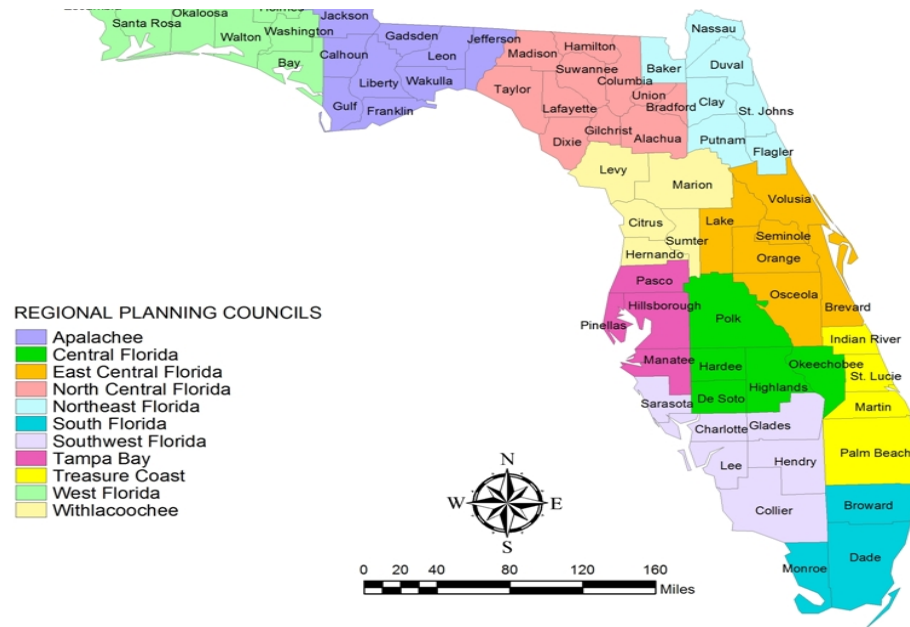 Okaloosa
Holmes
Santa Rosa
Washington
Walton
Bay
Jackson
Gadsden
Jefferson
Calhoun
Leon
Liberty
Wakulla
Gulf
Franklin
Madison
Hamilton
Suwannee
Columbia
Taylor
Lafayette
Union
Bradford
Gilchrist
Dixie
Alachua
Nassau
Baker
Duval
Clay
St. Johns
Putnam
Flagler
Levy
Marion
Citrus
Sumter
Hernando
Volusia
Lake
Seminole
Orange
Osceola
Brevard
Pasco
Hillsborough
Pinellas
Manatee
Polk
Hardee
Okeechobee
Highlands
De Soto
Indian River
St. Lucie
Martin
Palm Beach
Sarasota
Charlotte
Glades
Lee
Hendry
Collier
Broward
Dade
Monroe
REGIONAL PLANNING COUNCILS
Apalachee
Central Florida
East Central Florida
North Central Florida
Northeast Florida
South Florida
Southwest Florida
Tampa Bay
Treasure Coast
West Florida
Withlacoochee
N
W E
S
0 10 20 40 80 120 160
Miles